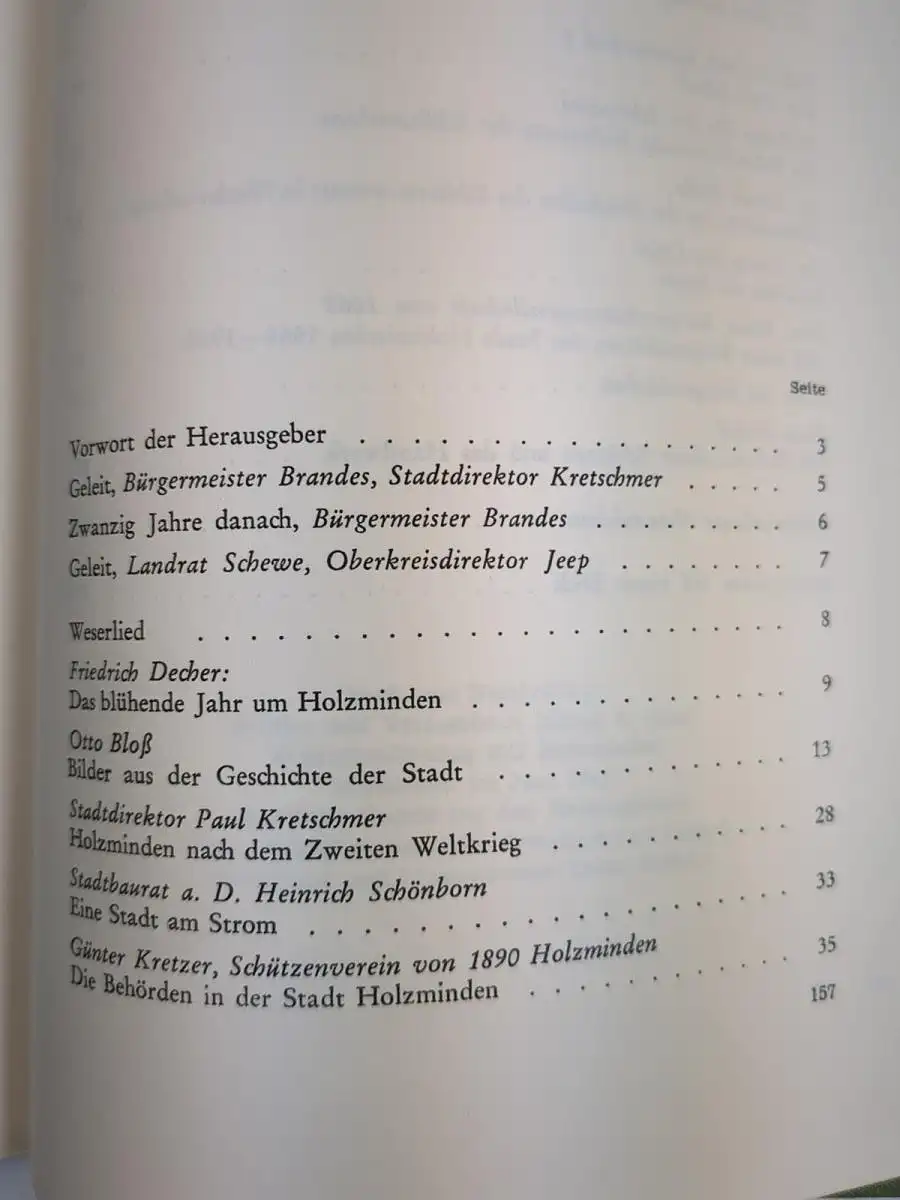 Seite
Vorwort der Herausgeber . . . . . . . . . . . . . . . . 3
Geleit, Bürgermeister Brandes, Stadtdirektor Kretschmer . . . . . 5
Zwanzig Jahre danach, Bürgermeister Brandes . . . . . . . . 6
Geleit, Landrat Schewe, Oberkreisdirektor Jeep . . . . . . . 7
Weserlied . . . . . . . . . . . . . . . . . . . . . . 8
Friedrich Decher:
Das blühende Jahr um Holzminden . . . . . . . . . . . . 9
Otto Bloß
Bilder aus der Geschichte der Stadt . . . . . . . . . . . 13
Stadtdirektor Paul Kretschmer
Holzminden nach dem Zweiten Weltkrieg . . . . . . . . . 28
Stadtbaurat a. D. Heinrich Schönborn
Eine Stadt am Strom . . . . . . . . . . . . . . . . . . 33
Günter Kretzer, Schützenverein von 1890 Holzminden 35
Die Behörden in der Stadt Holzminden . . . . . . . . . . 157